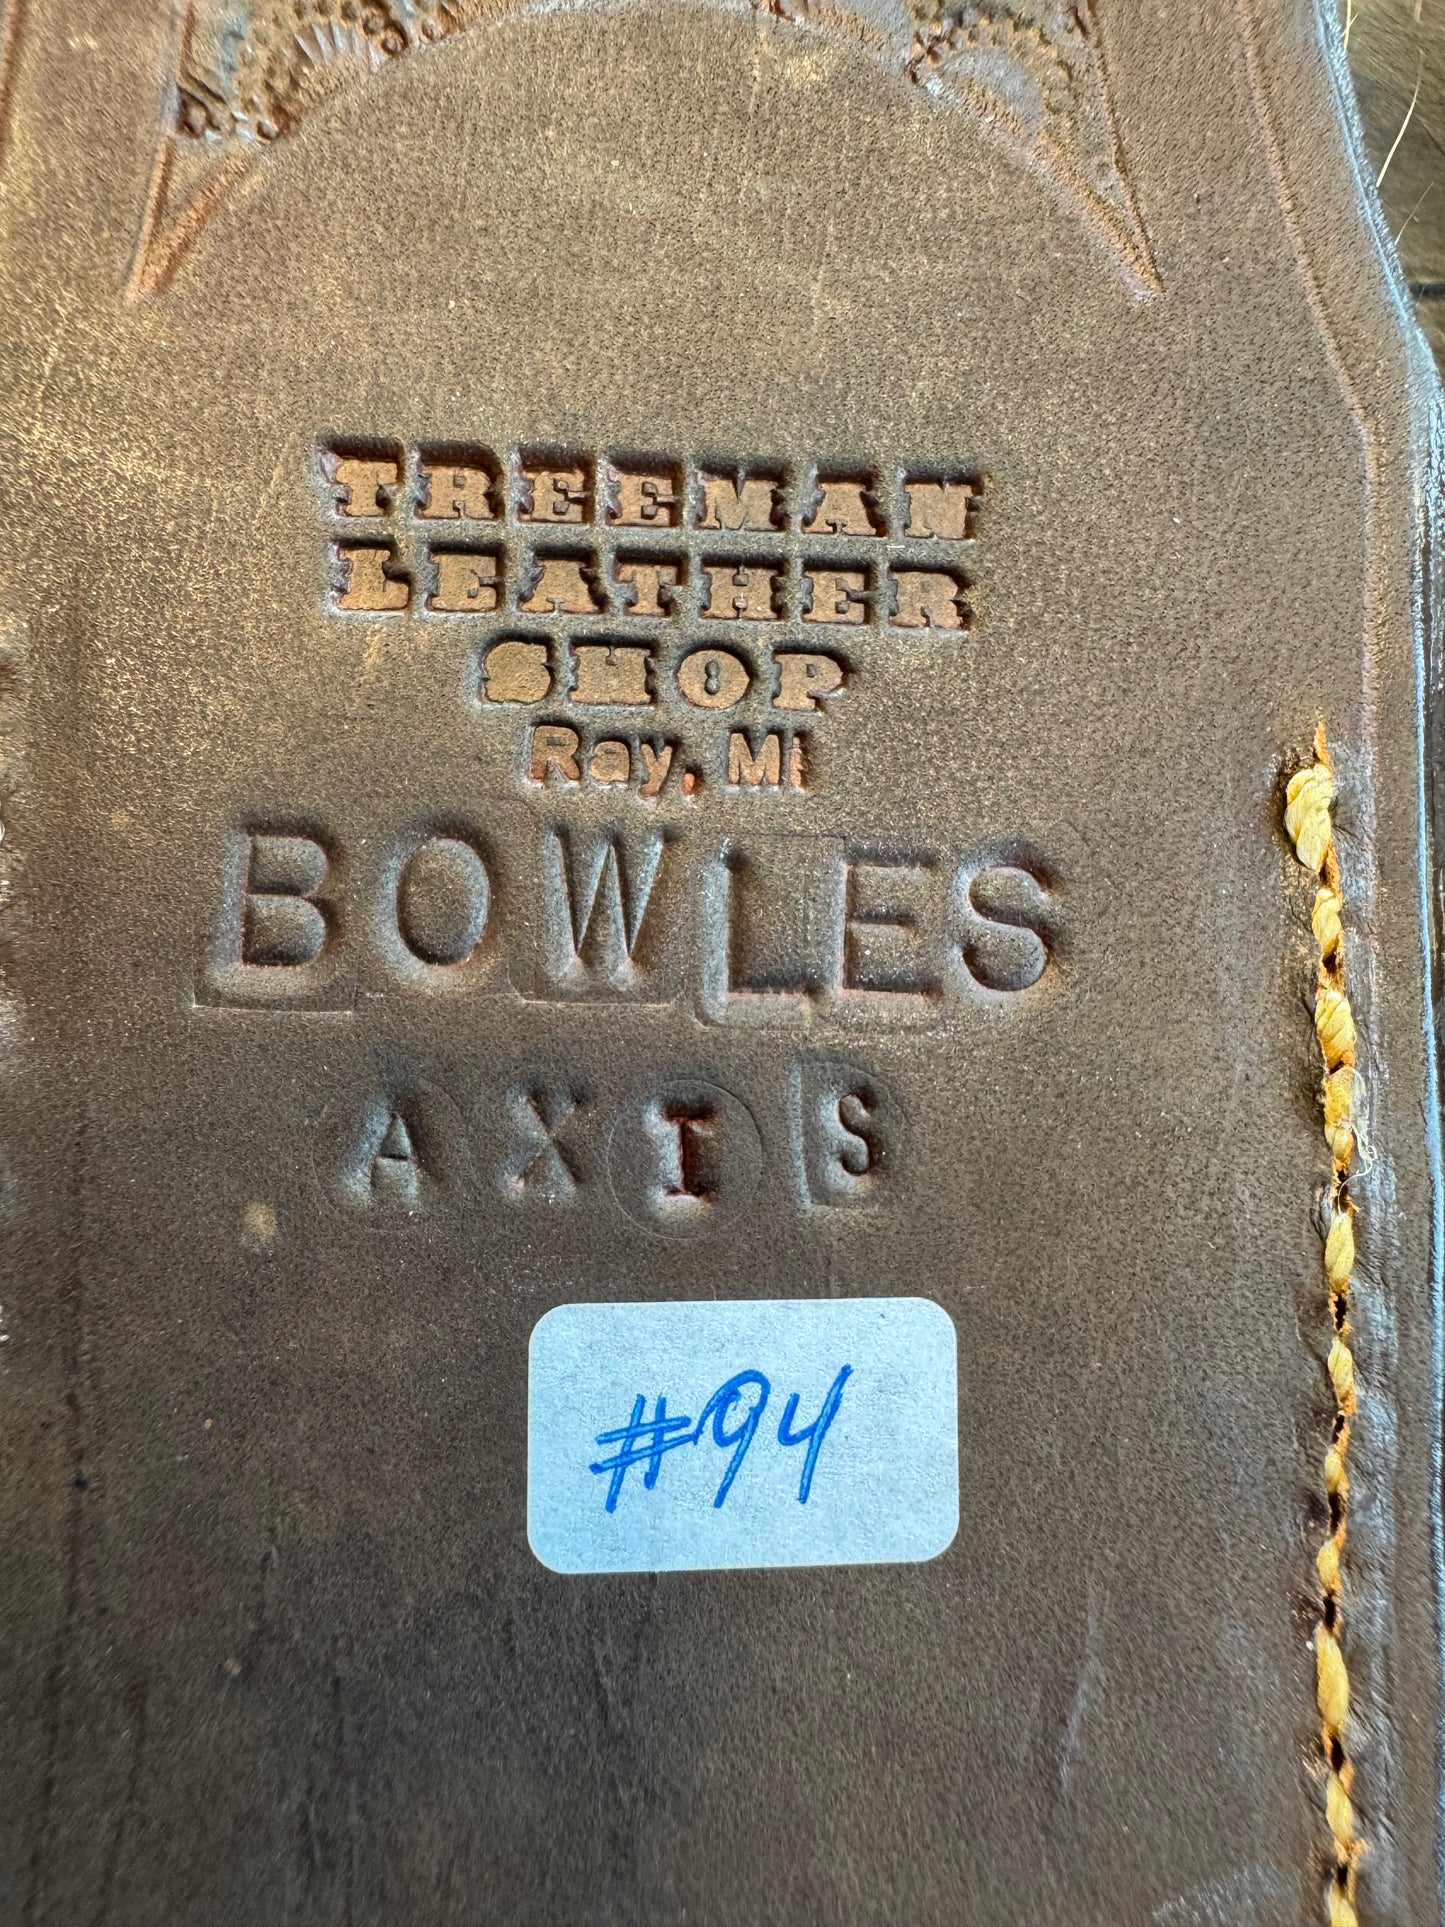 TREEMAN
LEATHER
SHOP
Ray, Mi
BOWLES
AXIS
#94